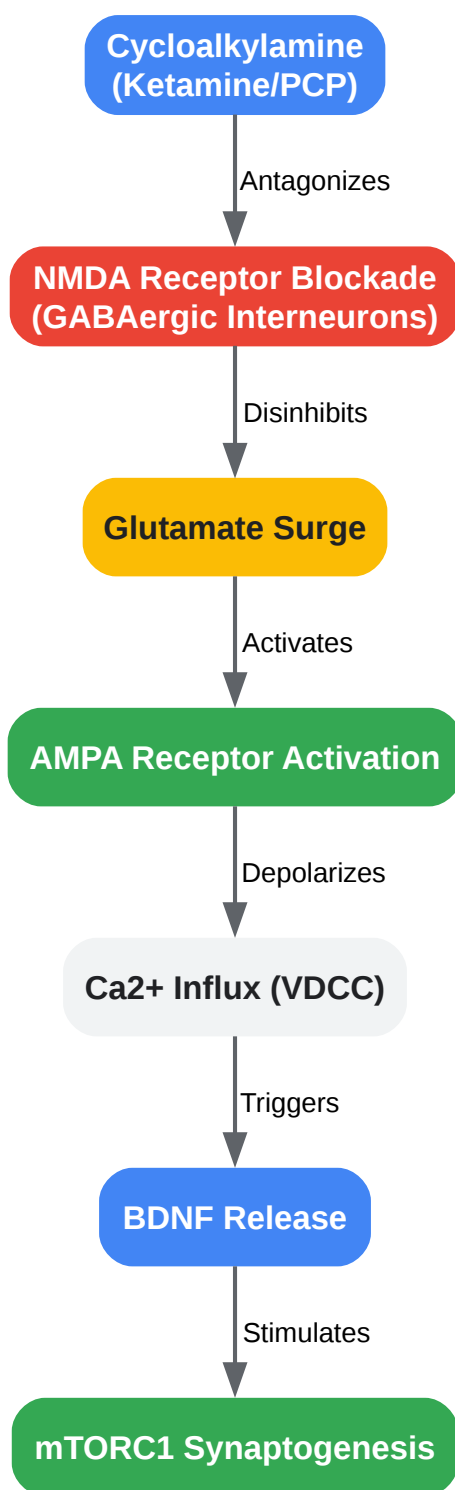 Cycloalkylamine
(Ketamine/PCP)
Antagonizes
NMDA Receptor Blockade
(GABAergic Interneurons)
Disinhibits
Glutamate Surge
Activates
AMPA Receptor Activation
Depolarizes
Ca2+ Influx (VDCC)
Triggers
BDNF Release
Stimulates
mTORC1 Synaptogenesis